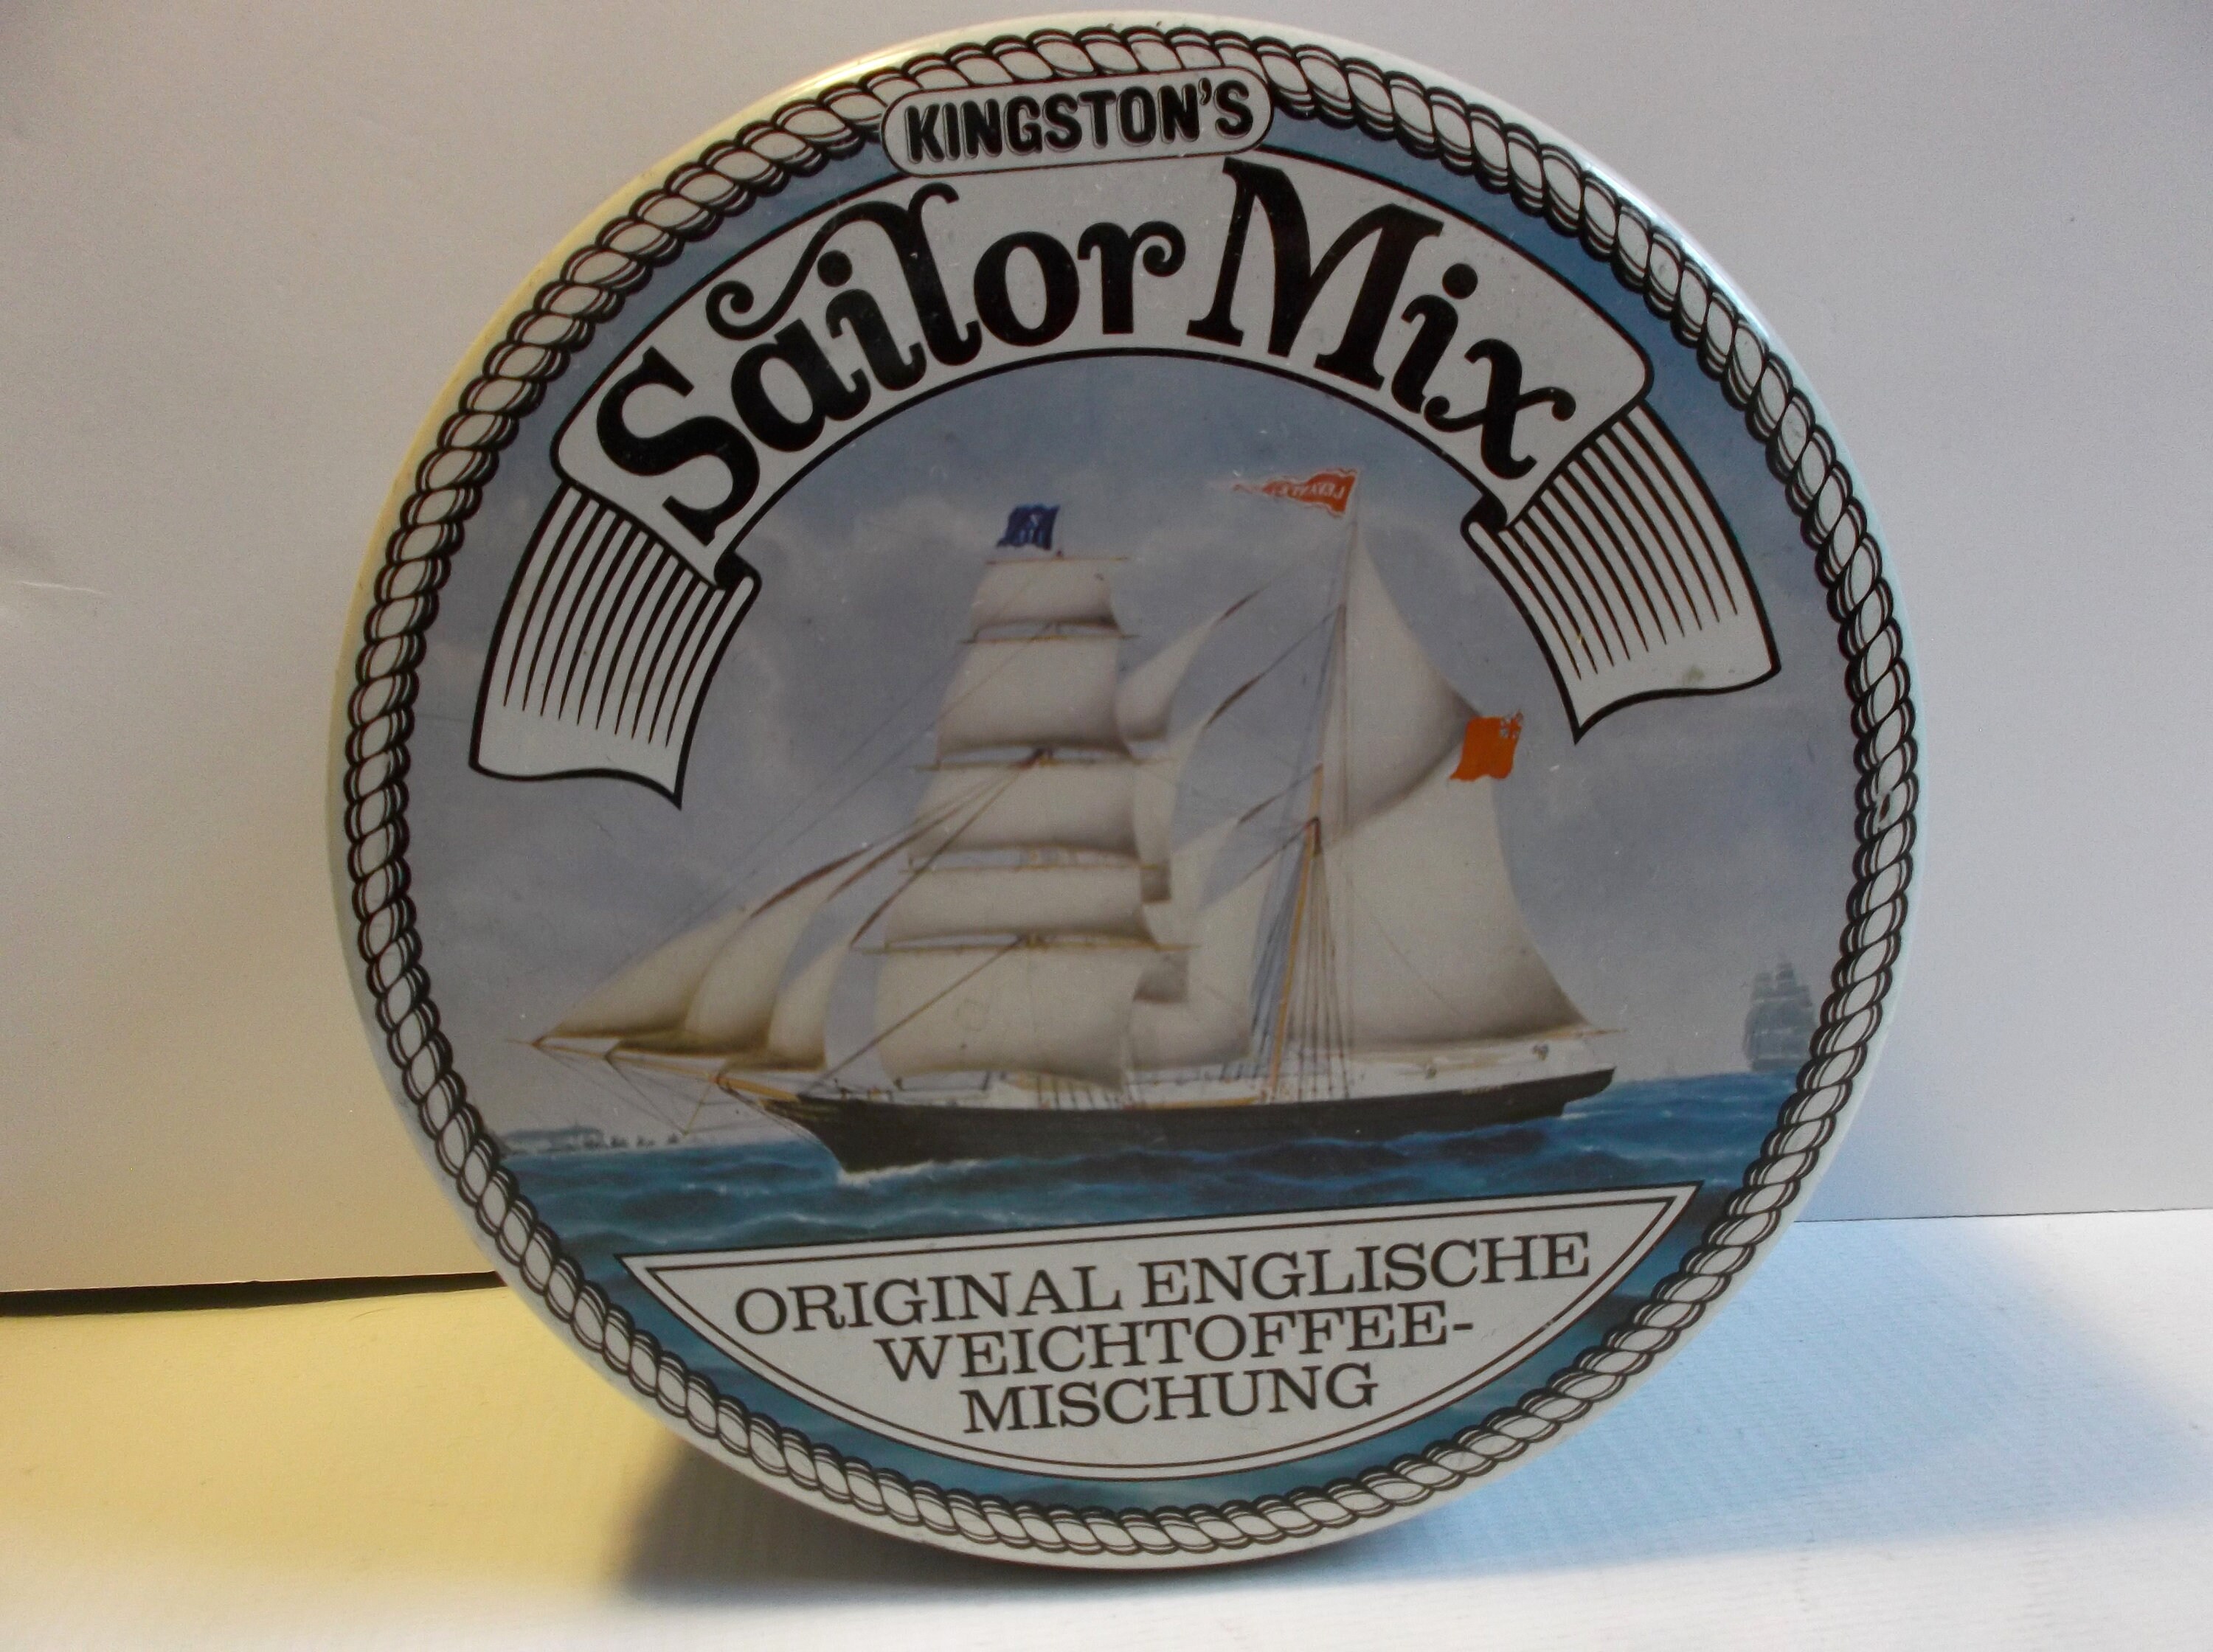 KINGSTON'S
Sailor Mix
ORIGINAL ENGLISCHE
WEICHTOFFEE-
MISCHUNG